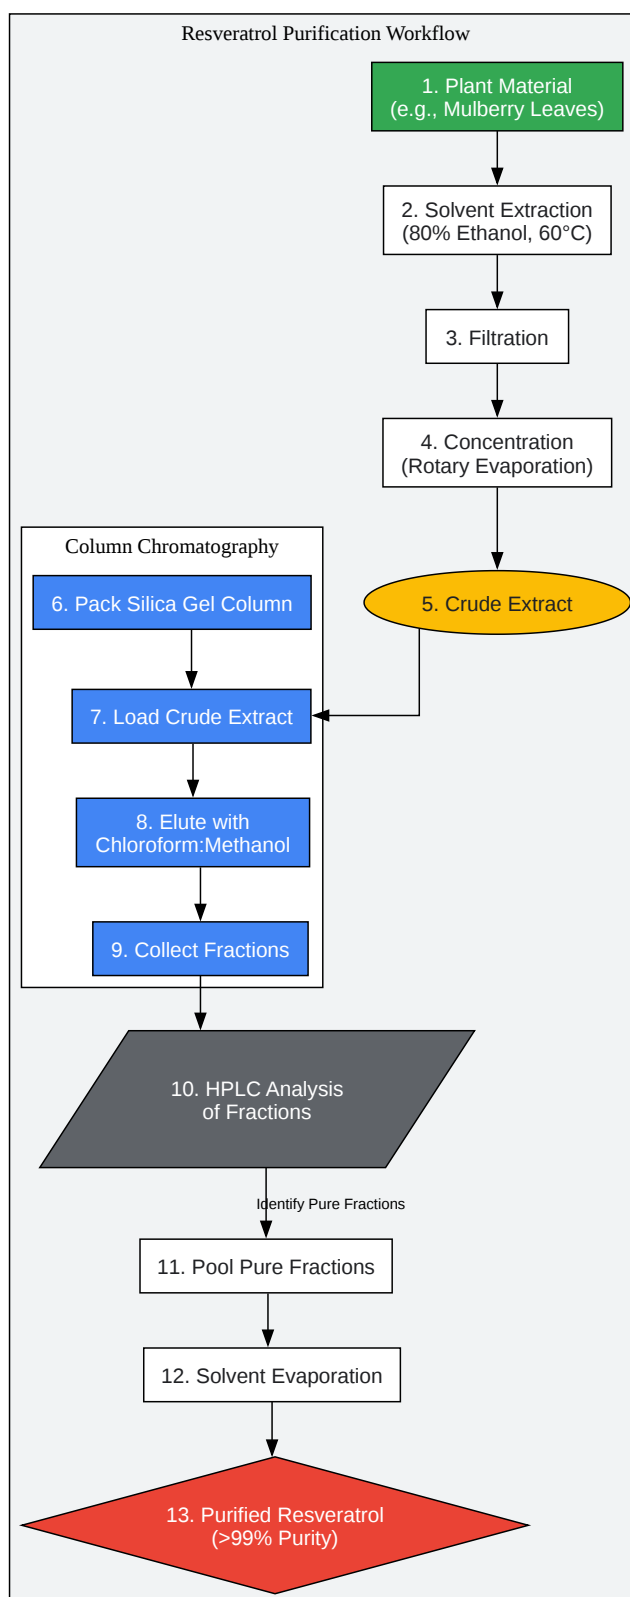 Resveratrol Purification Workflow
1. Plant Material
(e.g., Mulberry Leaves)
2. Solvent Extraction
(80% Ethanol, 60°C)
3. Filtration
4. Concentration
(Rotary Evaporation)
5. Crude Extract
Column Chromatography
6. Pack Silica Gel Column
7. Load Crude Extract
8. Elute with
Chloroform:Methanol
9. Collect Fractions
10. HPLC Analysis
of Fractions
Identify Pure Fractions
11. Pool Pure Fractions
12. Solvent Evaporation
13. Purified Resveratrol
(>99% Purity)